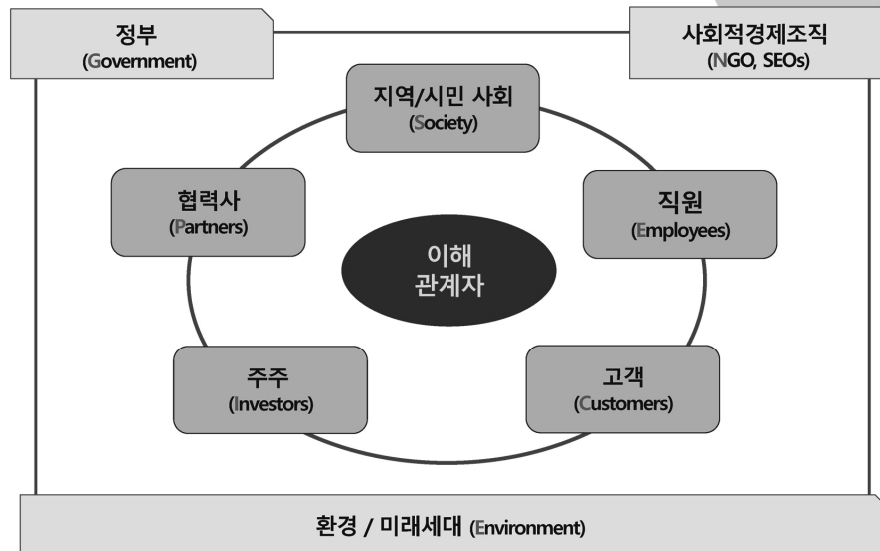 정부
(Government)
사회적경제조직
(NGO, SEOs)
지역/시민 사회
(Society)
협력사
(Partners)
직원
(Employees)
이해
관계자
주주
(Investors)
고객
(Customers)
환경 / 미래세대 (Environment)